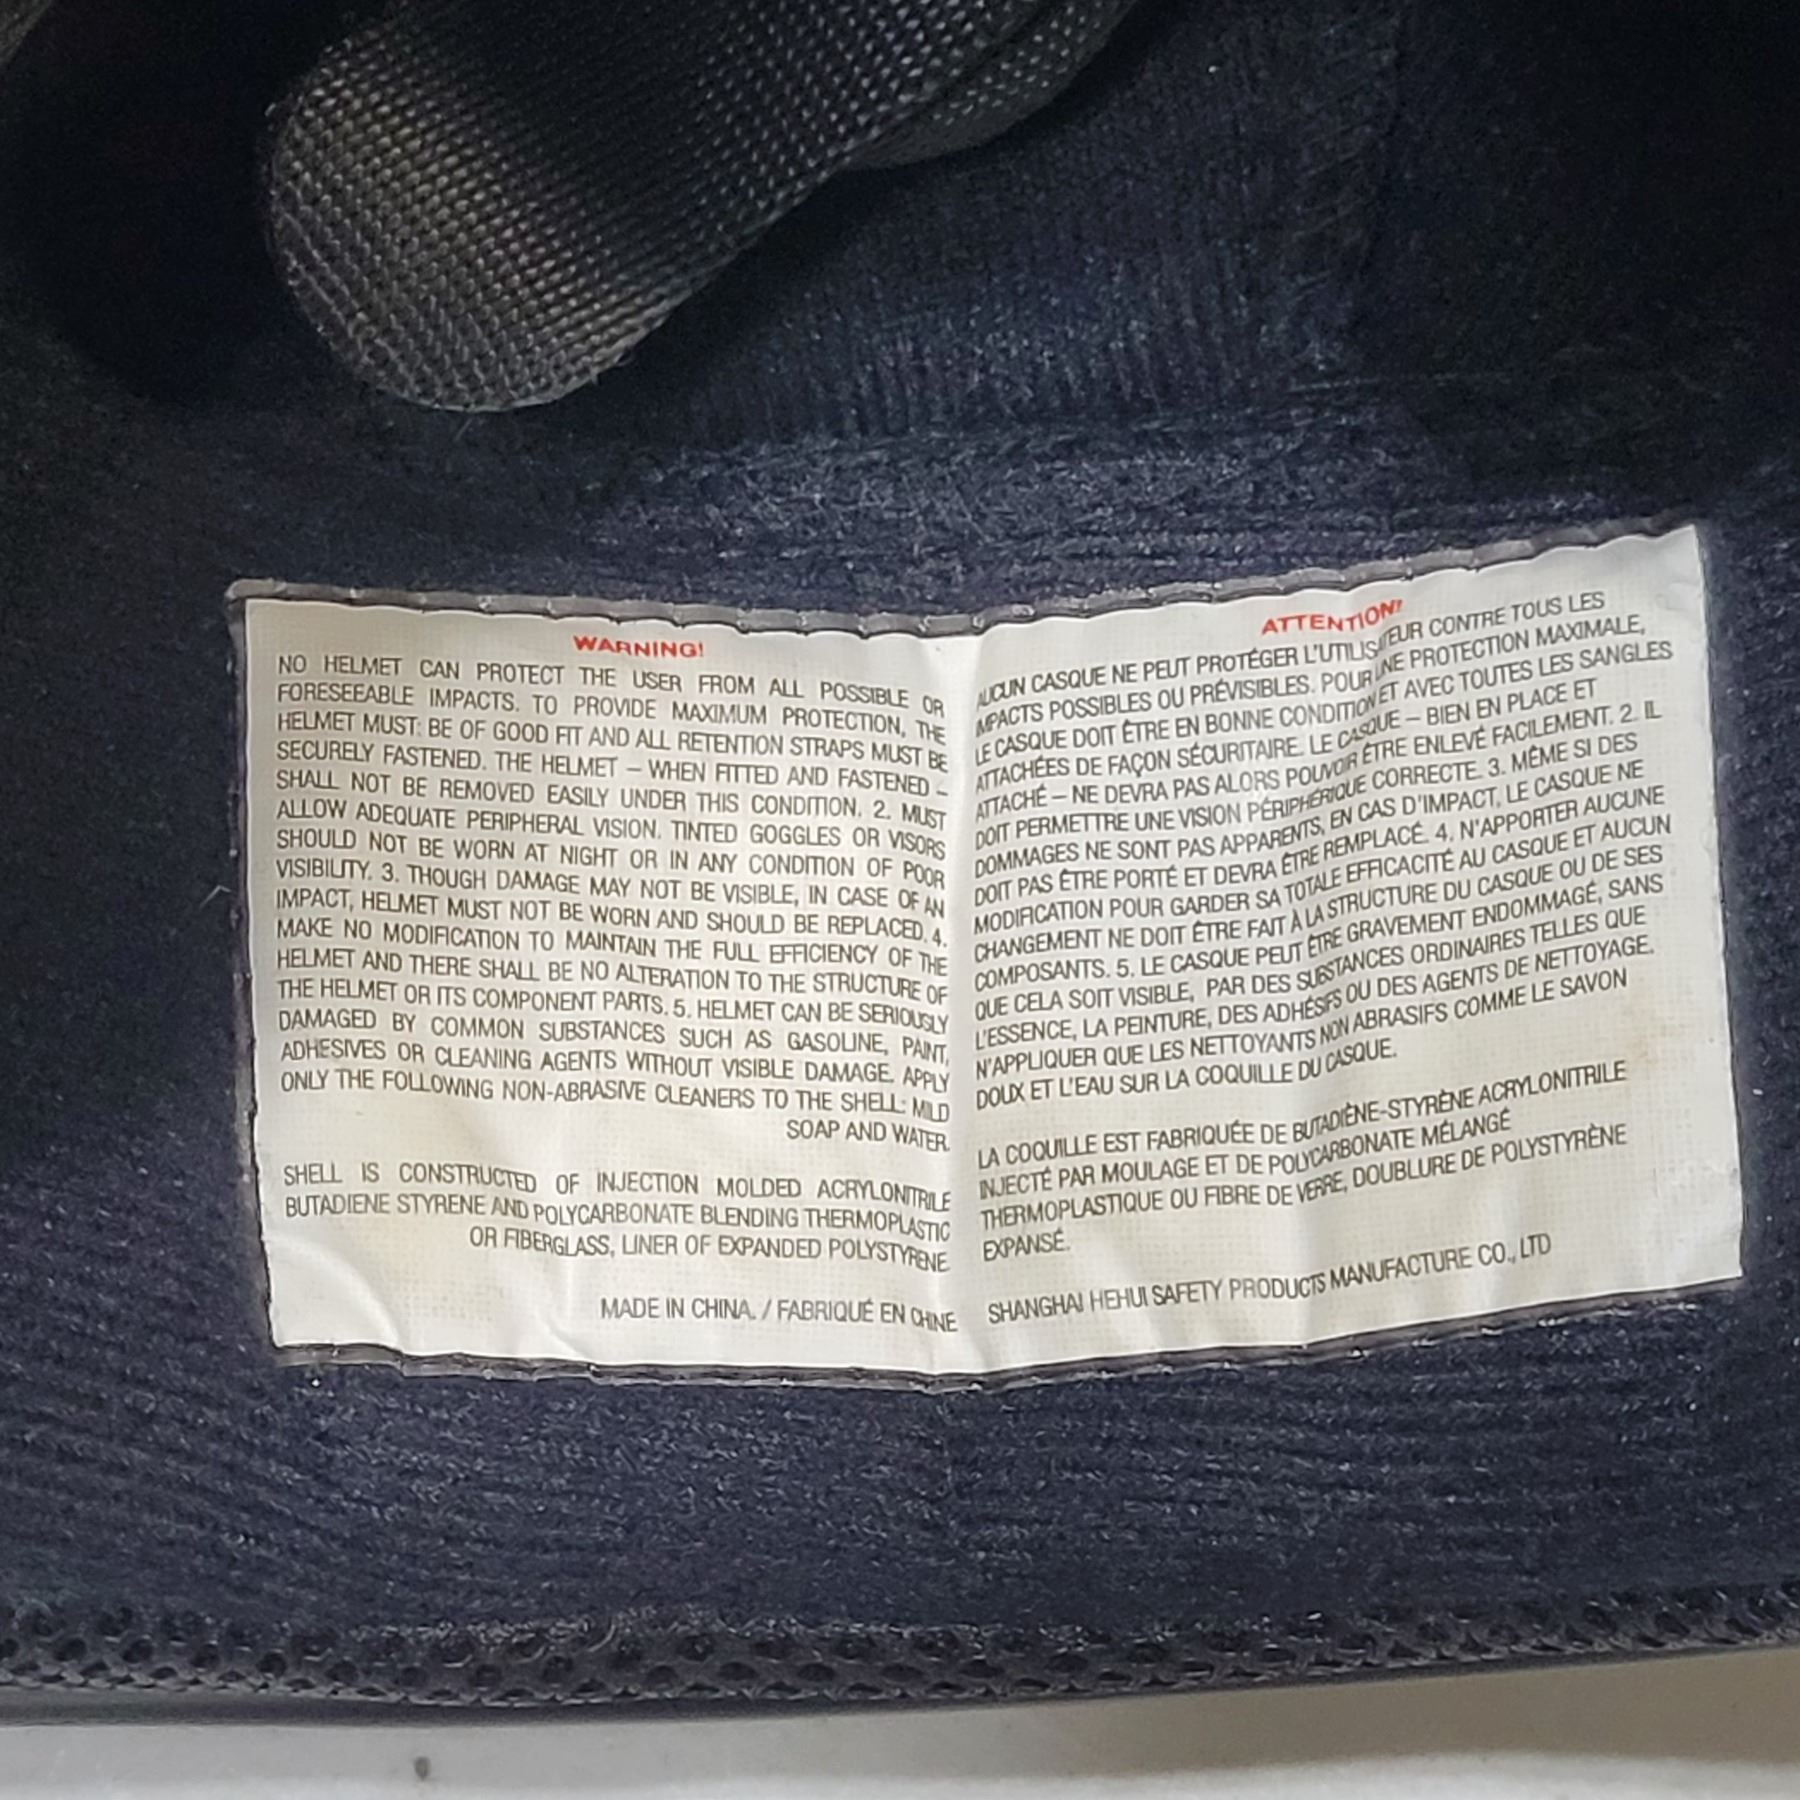 WARNING!
NO HELMET CAN PROTECT THE USER FROM ALL POSSIBLE OR
FORESEEABLE IMPACTS. TO PROVIDE MAXIMUM PROTECTION, THE
HELMET MUST: BE OF GOOD FIT AND ALL RETENTION STRAPS MUST BE
SECURELY FASTENED. THE HELMET – WHEN FITTED AND FASTENED –
SHALL NOT BE REMOVED EASILY UNDER THIS CONDITION. 2. MUST
ALLOW ADEQUATE PERIPHERAL VISION. TINTED GOGGLES OR VISORS
SHOULD NOT BE WORN AT NIGHT OR IN ANY CONDITION OF POOR
VISIBILITY. 3. THOUGH DAMAGE MAY NOT BE VISIBLE, IN CASE OF AN
IMPACT, HELMET MUST NOT BE WORN AND SHOULD BE REPLACED. 4.
MAKE NO MODIFICATION TO MAINTAIN THE FULL EFFICIENCY OF THE
HELMET AND THERE SHALL BE NO ALTERATION TO THE STRUCTURE OF
THE HELMET OR ITS COMPONENT PARTS. 5. HELMET CAN BE SERIOUSLY
DAMAGED BY COMMON SUBSTANCES SUCH AS GASOLINE, PAINT,
ADHESIVES OR CLEANING AGENTS WITHOUT VISIBLE DAMAGE. APPLY
ONLY THE FOLLOWING NON-ABRASIVE CLEANERS TO THE SHELL: MILD
SOAP AND WATER.
SHELL IS CONSTRUCTED OF INJECTION MOLDED ACRYLONITRILE
BUTADIENE STYRENE AND POLYCARBONATE BLENDING THERMOPLASTIC
OR FIBERGLASS, LINER OF EXPANDED POLYSTYRENE.
MADE IN CHINA. / FABRIQUÉ EN CHINE
ATTENTION!
AUCUN CASQUE NE PEUT PROTÉGER L'UTILISATEUR CONTRE TOUS LES
IMPACTS POSSIBLES OU PRÉVISIBLES. POUR UNE PROTECTION MAXIMALE,
LE CASQUE DOIT ÊTRE EN BONNE CONDITION ET AVEC TOUTES LES SANGLES
ATTACHÉES DE FAÇON SÉCURITAIRE. LE CASQUE – BIEN EN PLACE ET
ATTACHÉ – NE DEVRA PAS ALORS POUVOIR ÊTRE ENLEVÉ FACILEMENT. 2. IL
DOIT PERMETTRE UNE VISION PÉRIPHÉRIQUE CORRECTE. 3. MÊME SI DES
DOMMAGES NE SONT PAS APPARENTS, EN CAS D'IMPACT, LE CASQUE NE
DOIT PAS ÊTRE PORTÉ ET DEVRA ÊTRE REMPLACÉ. 4. N'APPORTER AUCUNE
MODIFICATION POUR GARDER SA TOTALE EFFICACITÉ AU CASQUE ET AUCUN
CHANGEMENT NE DOIT ÊTRE FAIT À LA STRUCTURE DU CASQUE OU DE SES
COMPOSANTS. 5. LE CASQUE PEUT ÊTRE GRAVEMENT ENDOMMAGÉ, SANS
QUE CELA SOIT VISIBLE, PAR DES SUBSTANCES ORDINAIRES TELLES QUE
L'ESSENCE, LA PEINTURE, DES ADHÉSIFS OU DES AGENTS DE NETTOYAGE.
N'APPLIQUER QUE LES NETTOYANTS NON ABRASIFS COMME LE SAVON
DOUX ET L'EAU SUR LA COQUILLE DU CASQUE.
LA COQUILLE EST FABRIQUÉE DE BUTADIÈNE-STYRÈNE ACRYLONITRILE
INJECTÉ PAR MOULAGE ET DE POLYCARBONATE MÉLANGÉ
THERMOPLASTIQUE OU FIBRE DE VERRE, DOUBLURE DE POLYSTYRÈNE
EXPANSÉ.
SHANGHAI HEHUI SAFETY PRODUCTS MANUFACTURE CO., LTD